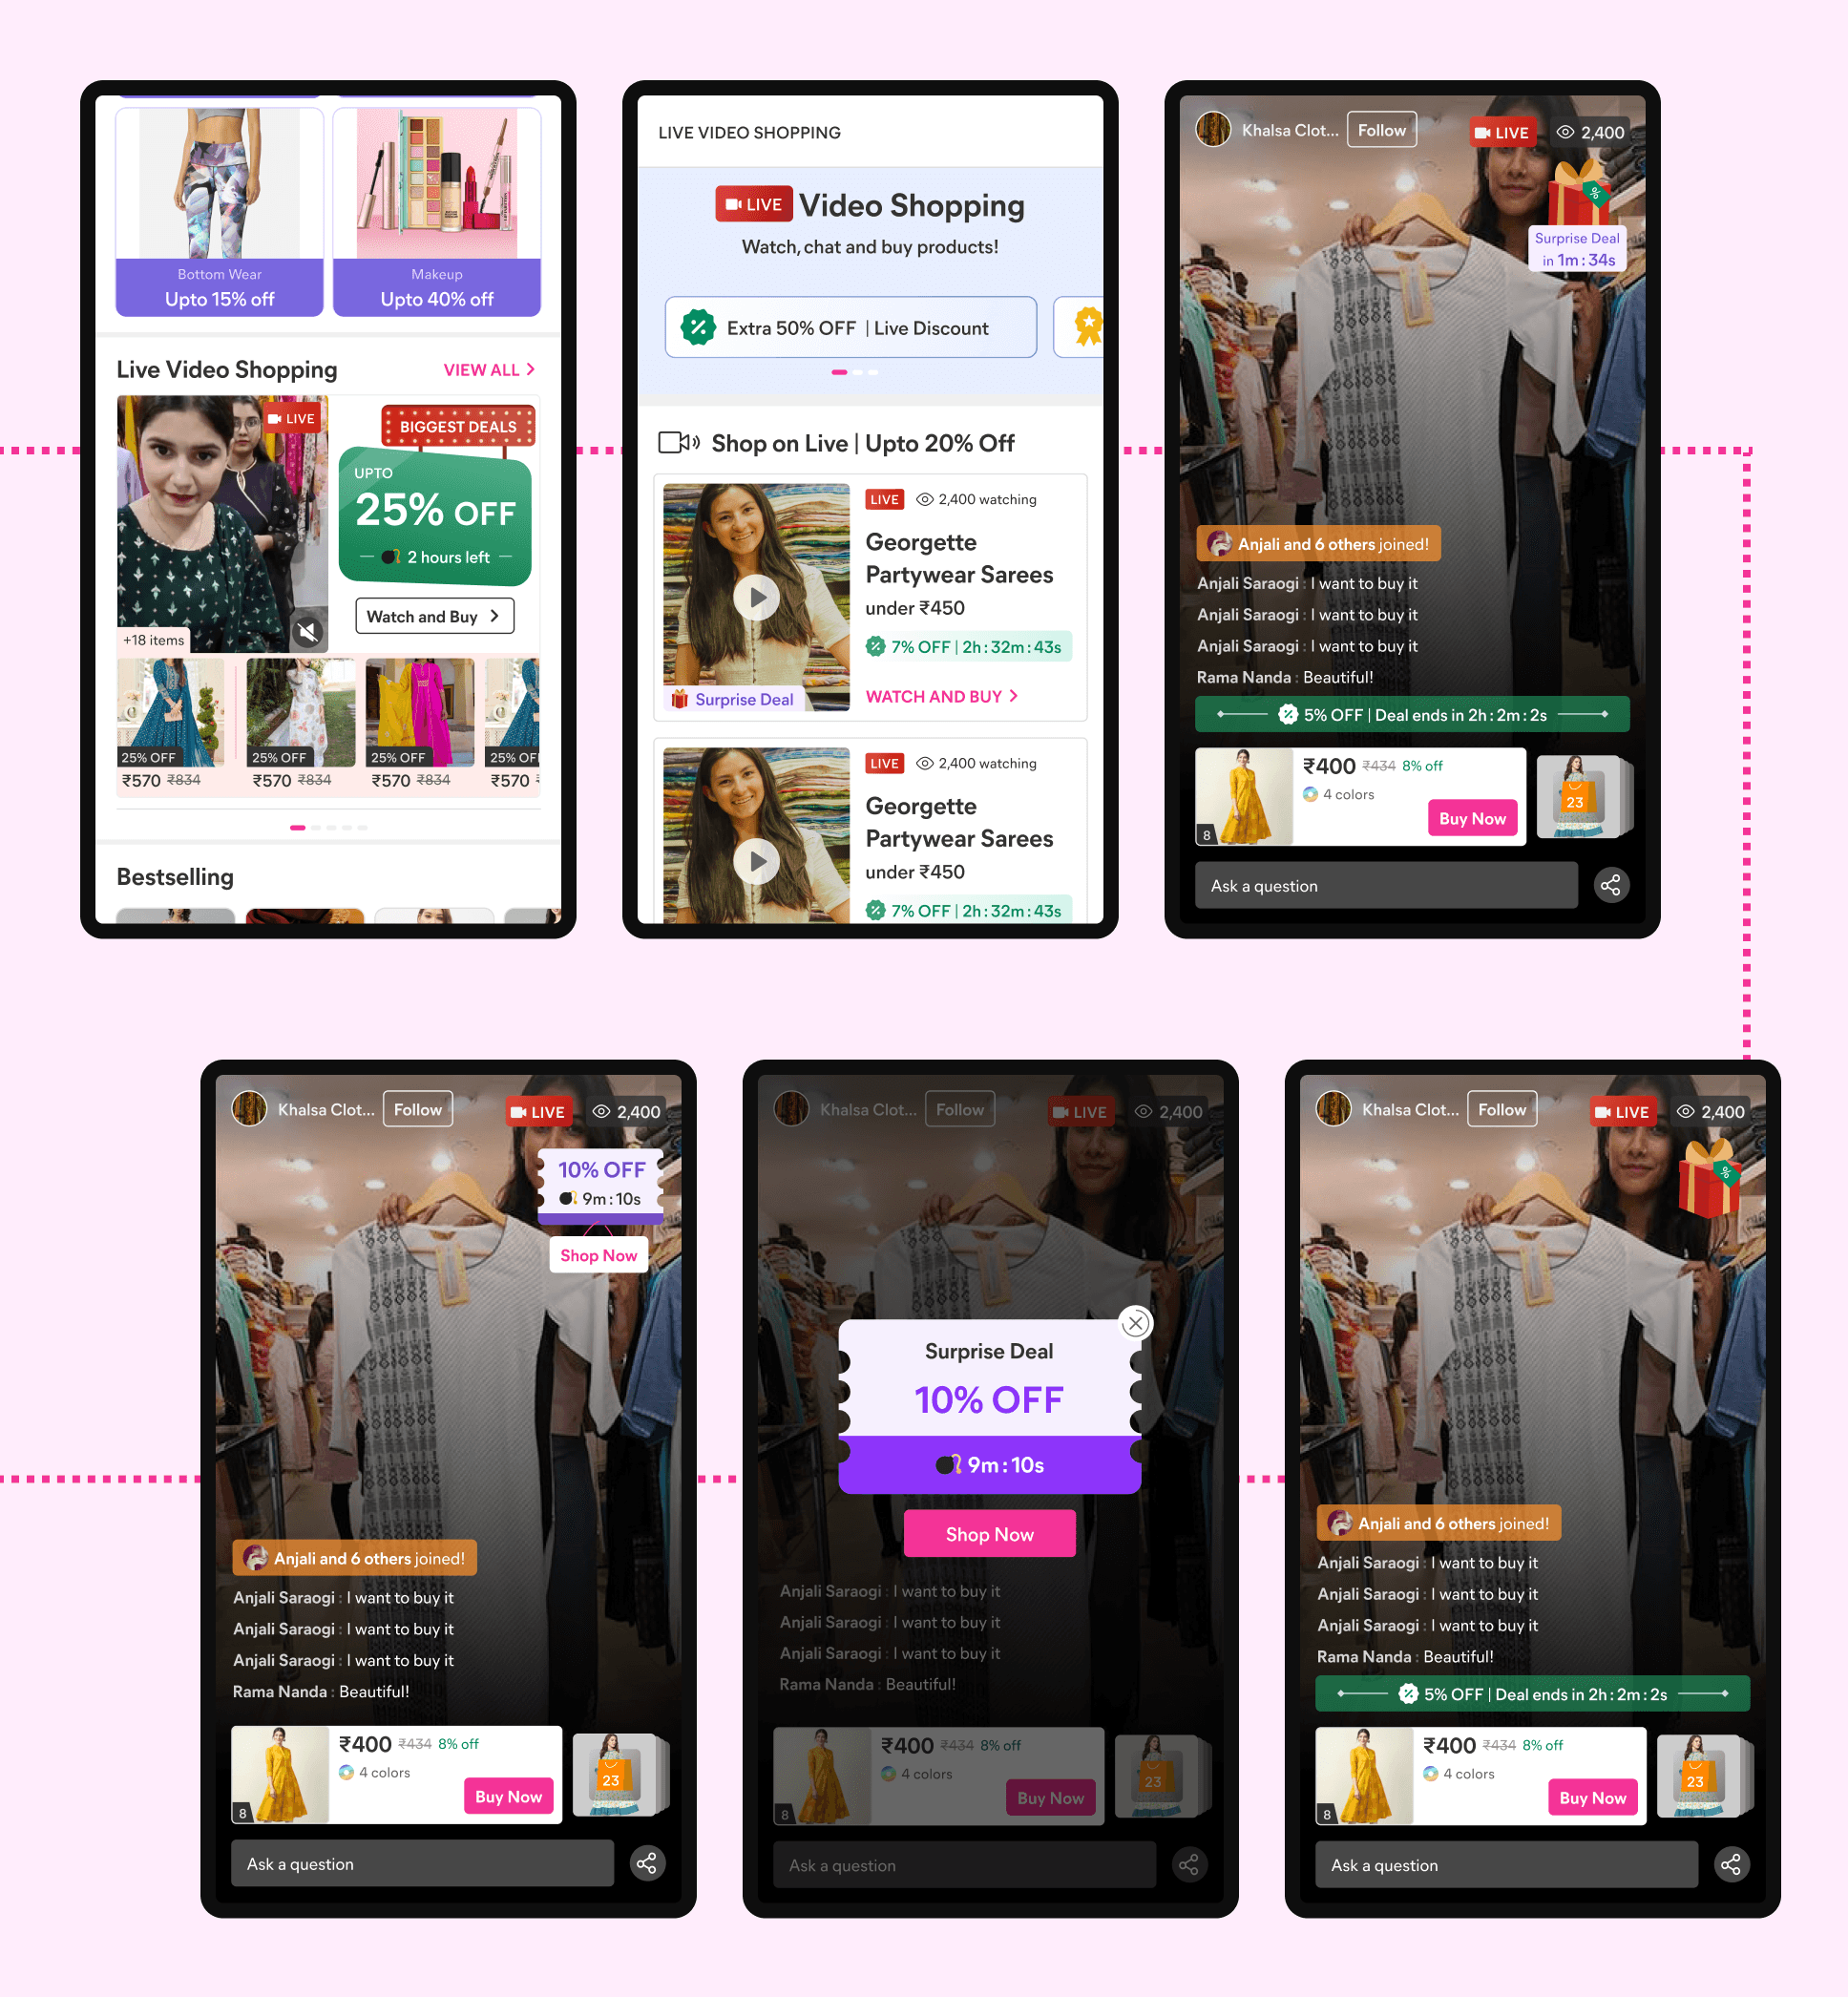 Bottom Wear
Upto 15% off
Makeup
Upto 40% off
Live Video Shopping
VIEW ALL
LIVE
BIGGEST DEALS
UPTO
25% OFF
2 hours left
Watch and Buy
+18 items
25% OFF
25% OFF
25% OFF
25% OF
₹570 ₹834
₹570 ₹834
₹570 ₹834
₹570
Bestselling
LIVE VIDEO SHOPPING
LIVE Video Shopping
Watch, chat and buy products!
Extra 50% OFF | Live Discount
Shop on Live | Upto 20% Off
LIVE 2,400 watching
Georgette
Partywear Sarees
under ₹450
7% OFF | 2h : 32m : 43s
Surprise Deal
WATCH AND BUY
LIVE 2,400 watching
Georgette
Partywear Sarees
under ₹450
7% OFF | 2h : 32m : 43s
Khalsa Clot... Follow
LIVE 2,400
%
Surprise Deal
in 1m : 34s
Anjali and 6 others joined!
Anjali Saraogi : I want to buy it
Anjali Saraogi : I want to buy it
Anjali Saraogi : I want to buy it
Rama Nanda : Beautiful!
5% OFF | Deal ends in 2h : 2m : 2s
₹400 ₹434 8% off
4 colors
Buy Now
8
23
Ask a question
Khalsa Clot... Follow
LIVE 2,400
10% OFF
9m : 10s
Shop Now
Anjali and 6 others joined!
Anjali Saraogi : I want to buy it
Anjali Saraogi : I want to buy it
Anjali Saraogi : I want to buy it
Rama Nanda : Beautiful!
₹400 ₹434 8% off
4 colors
Buy Now
8
23
Ask a question
Khalsa Clot... Follow
LIVE 2,400
Surprise Deal
10% OFF
9m : 10s
Shop Now
Anjali Saraogi : I want to buy it
Anjali Saraogi : I want to buy it
Anjali Saraogi : I want to buy it
Rama Nanda : Beautiful!
₹400 ₹434 8% off
4 colors
Buy Now
8
23
Ask a question
Khalsa Clot... Follow
LIVE 2,400
%
Anjali and 6 others joined!
Anjali Saraogi : I want to buy it
Anjali Saraogi : I want to buy it
Anjali Saraogi : I want to buy it
Rama Nanda : Beautiful!
5% OFF | Deal ends in 2h : 2m : 2s
₹400 ₹434 8% off
4 colors
Buy Now
8
23
Ask a question